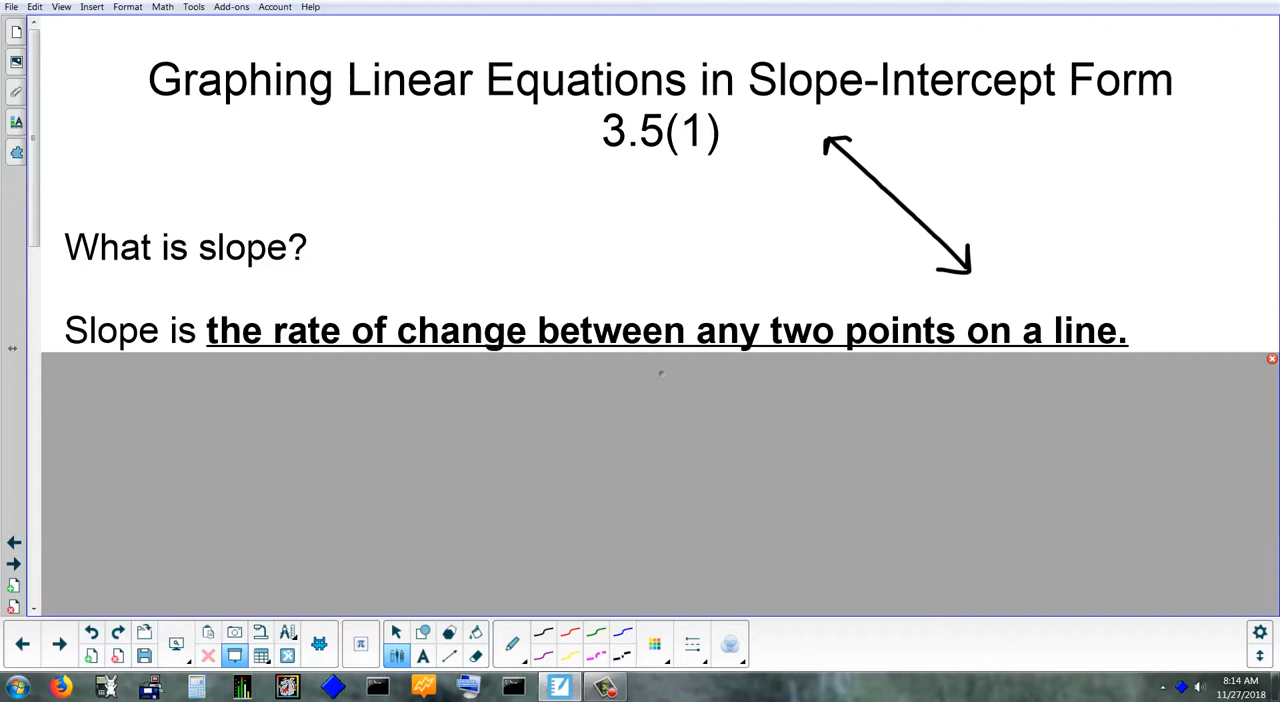 File Edit View Insert Format Math Tools Add-ons Account Help
Graphing Linear Equations in Slope-Intercept Form
3.5(1)
What is slope?
Slope is the rate of change between any two points on a line.
A
π
8:14 AM
11/27/2018